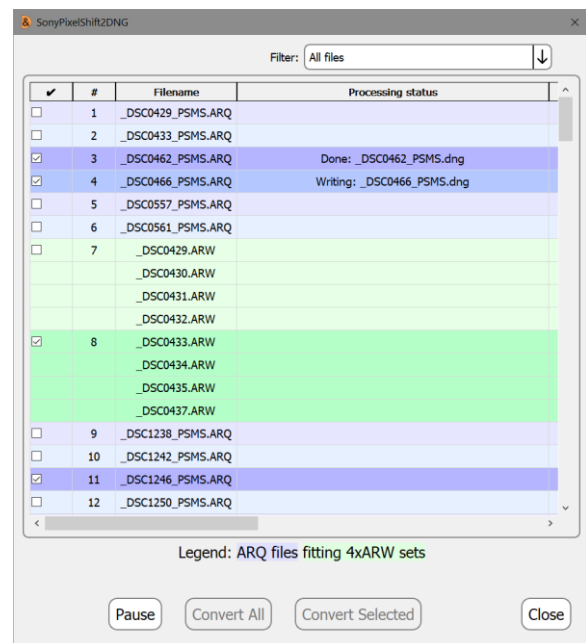 SonyPixelShift2DNG
Filter: All files
# Filename Processing status
1 _DSC0429_PSMS.ARQ
2 _DSC0433_PSMS.ARQ
3 _DSC0462_PSMS.ARQ Done: _DSC0462_PSMS.dng
4 _DSC0466_PSMS.ARQ Writing: _DSC0466_PSMS.dng
5 _DSC0557_PSMS.ARQ
6 _DSC0561_PSMS.ARQ
7 _DSC0429.ARW
_DSC0430.ARW
_DSC0431.ARW
_DSC0432.ARW
8 _DSC0433.ARW
_DSC0434.ARW
_DSC0435.ARW
_DSC0437.ARW
9 _DSC1238_PSMS.ARQ
10 _DSC1242_PSMS.ARQ
11 _DSC1246_PSMS.ARQ
12 _DSC1250_PSMS.ARQ
Legend: ARQ files fitting 4xARW sets
Pause Convert All Convert Selected Close